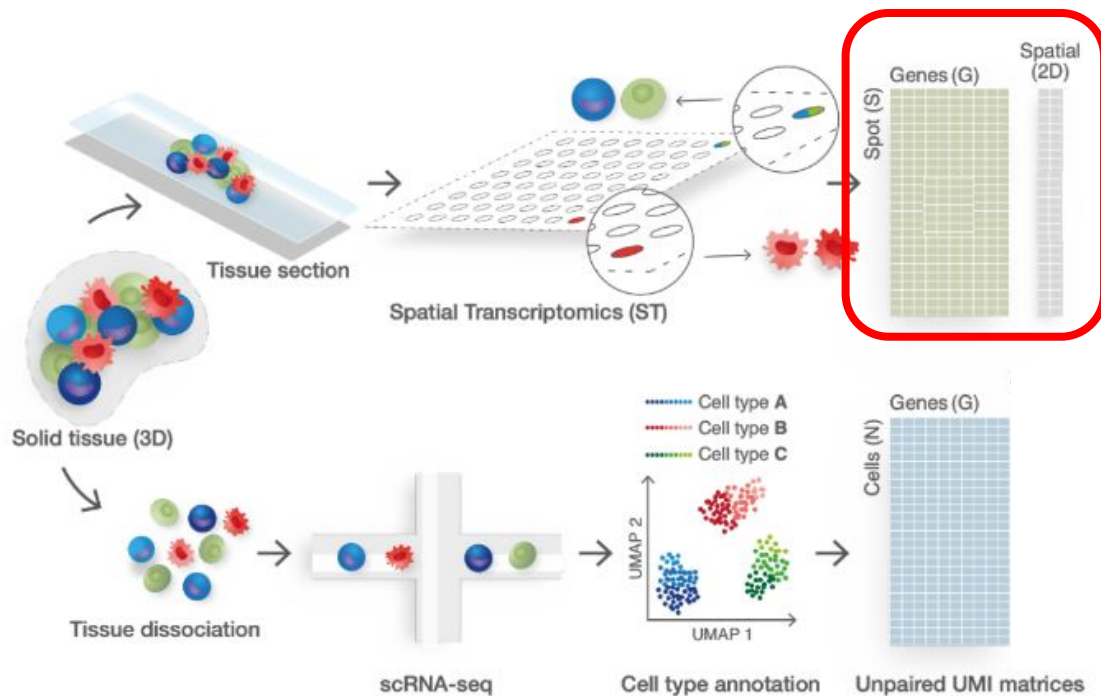 Genes (G)
Spatial
(2D)
Spot (S)
Tissue section
Spatial Transcriptomics (ST)
Solid tissue (3D)
Cell type A
Cell type B
Cell type C
Genes (G)
Cells (N)
UMAP 2
UMAP 1
Tissue dissociation
scRNA-seq
Cell type annotation
Unpaired UMI matrices